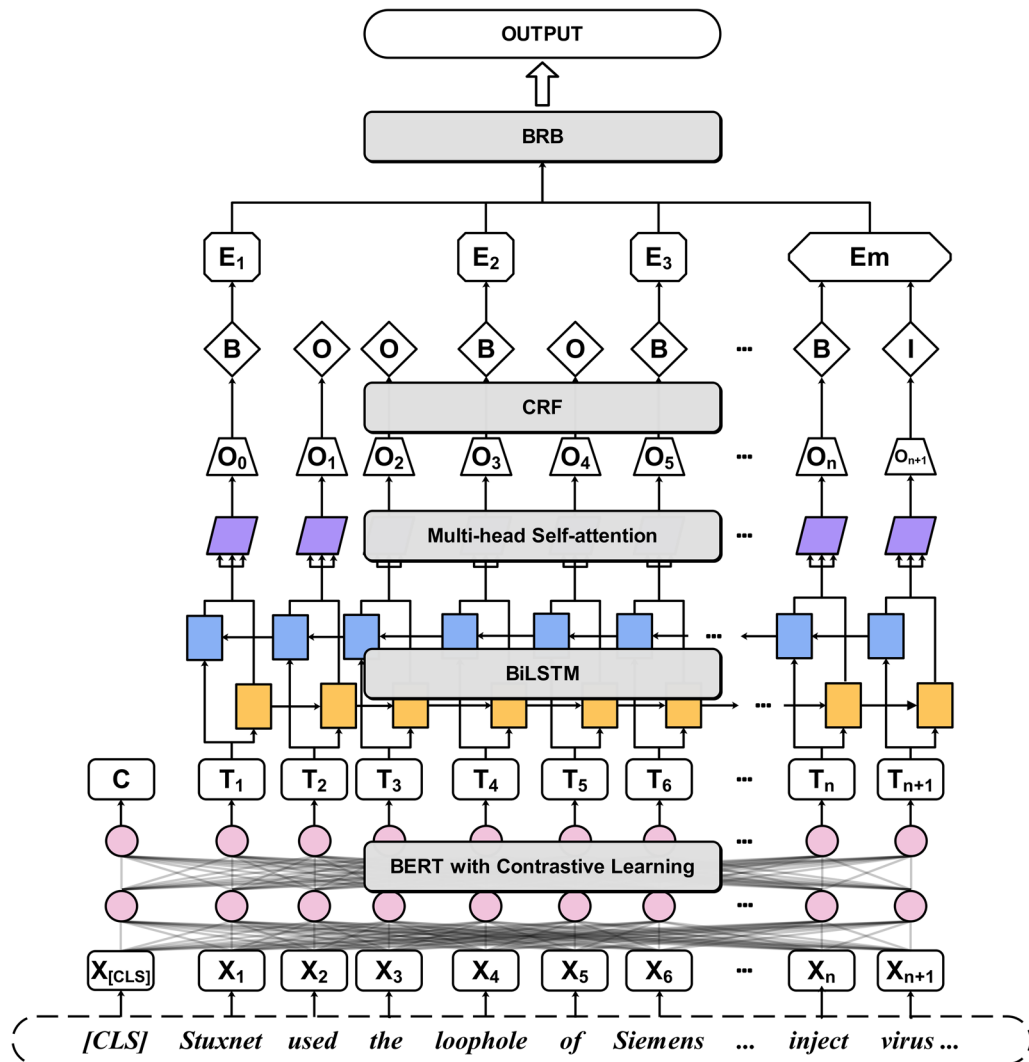 OUTPUT
BRB
E₁ E₂ E₃ Em
B O O B O B ... B I
CRF
O₀ O₁ O₂ O₃ O₄ O₅ ... Oₙ Oₙ₊₁
Multi-head Self-attention ...
...
BiLSTM
...
C T₁ T₂ T₃ T₄ T₅ T₆ ... Tₙ Tₙ₊₁
...
BERT with Contrastive Learning
...
X[CLS] X₁ X₂ X₃ X₄ X₅ X₆ ... Xₙ Xₙ₊₁
[CLS] Stuxnet used the loophole of Siemens ... inject virus ...